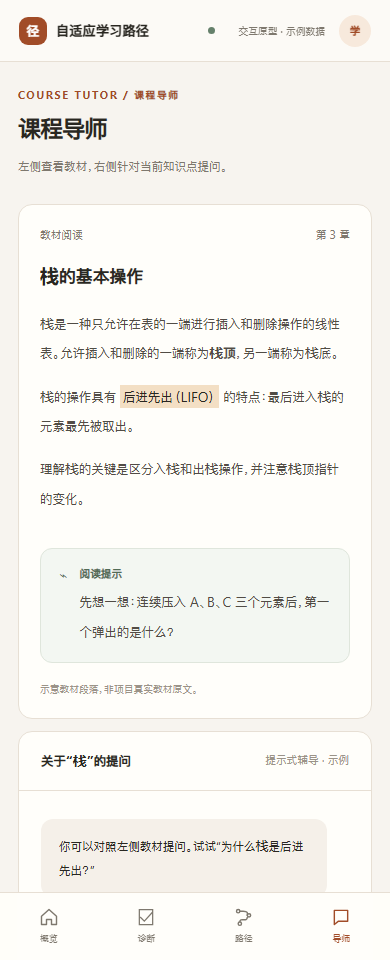 径 自适应学习路径 交互原型 · 示例数据 学
COURSE TUTOR / 课程导师
课程导师
左侧查看教材，右侧针对当前知识点提问。
教材阅读 第 3 章
栈的基本操作
栈是一种只允许在表的一端进行插入和删除操作的线性
表。允许插入和删除的一端称为栈顶，另一端称为栈底。
栈的操作具有 后进先出（LIFO） 的特点：最后进入栈的
元素最先被取出。
理解栈的关键是区分入栈和出栈操作，并注意栈顶指针
的变化。
阅读提示
先想一想：连续压入 A、B、C 三个元素后，第一
个弹出的是什么？
示意教材段落，非项目真实教材原文。
关于“栈”的提问 提示式辅导 · 示例
你可以对照左侧教材提问。试试“为什么栈是后进
先出？”
概览 诊断 路径 导师